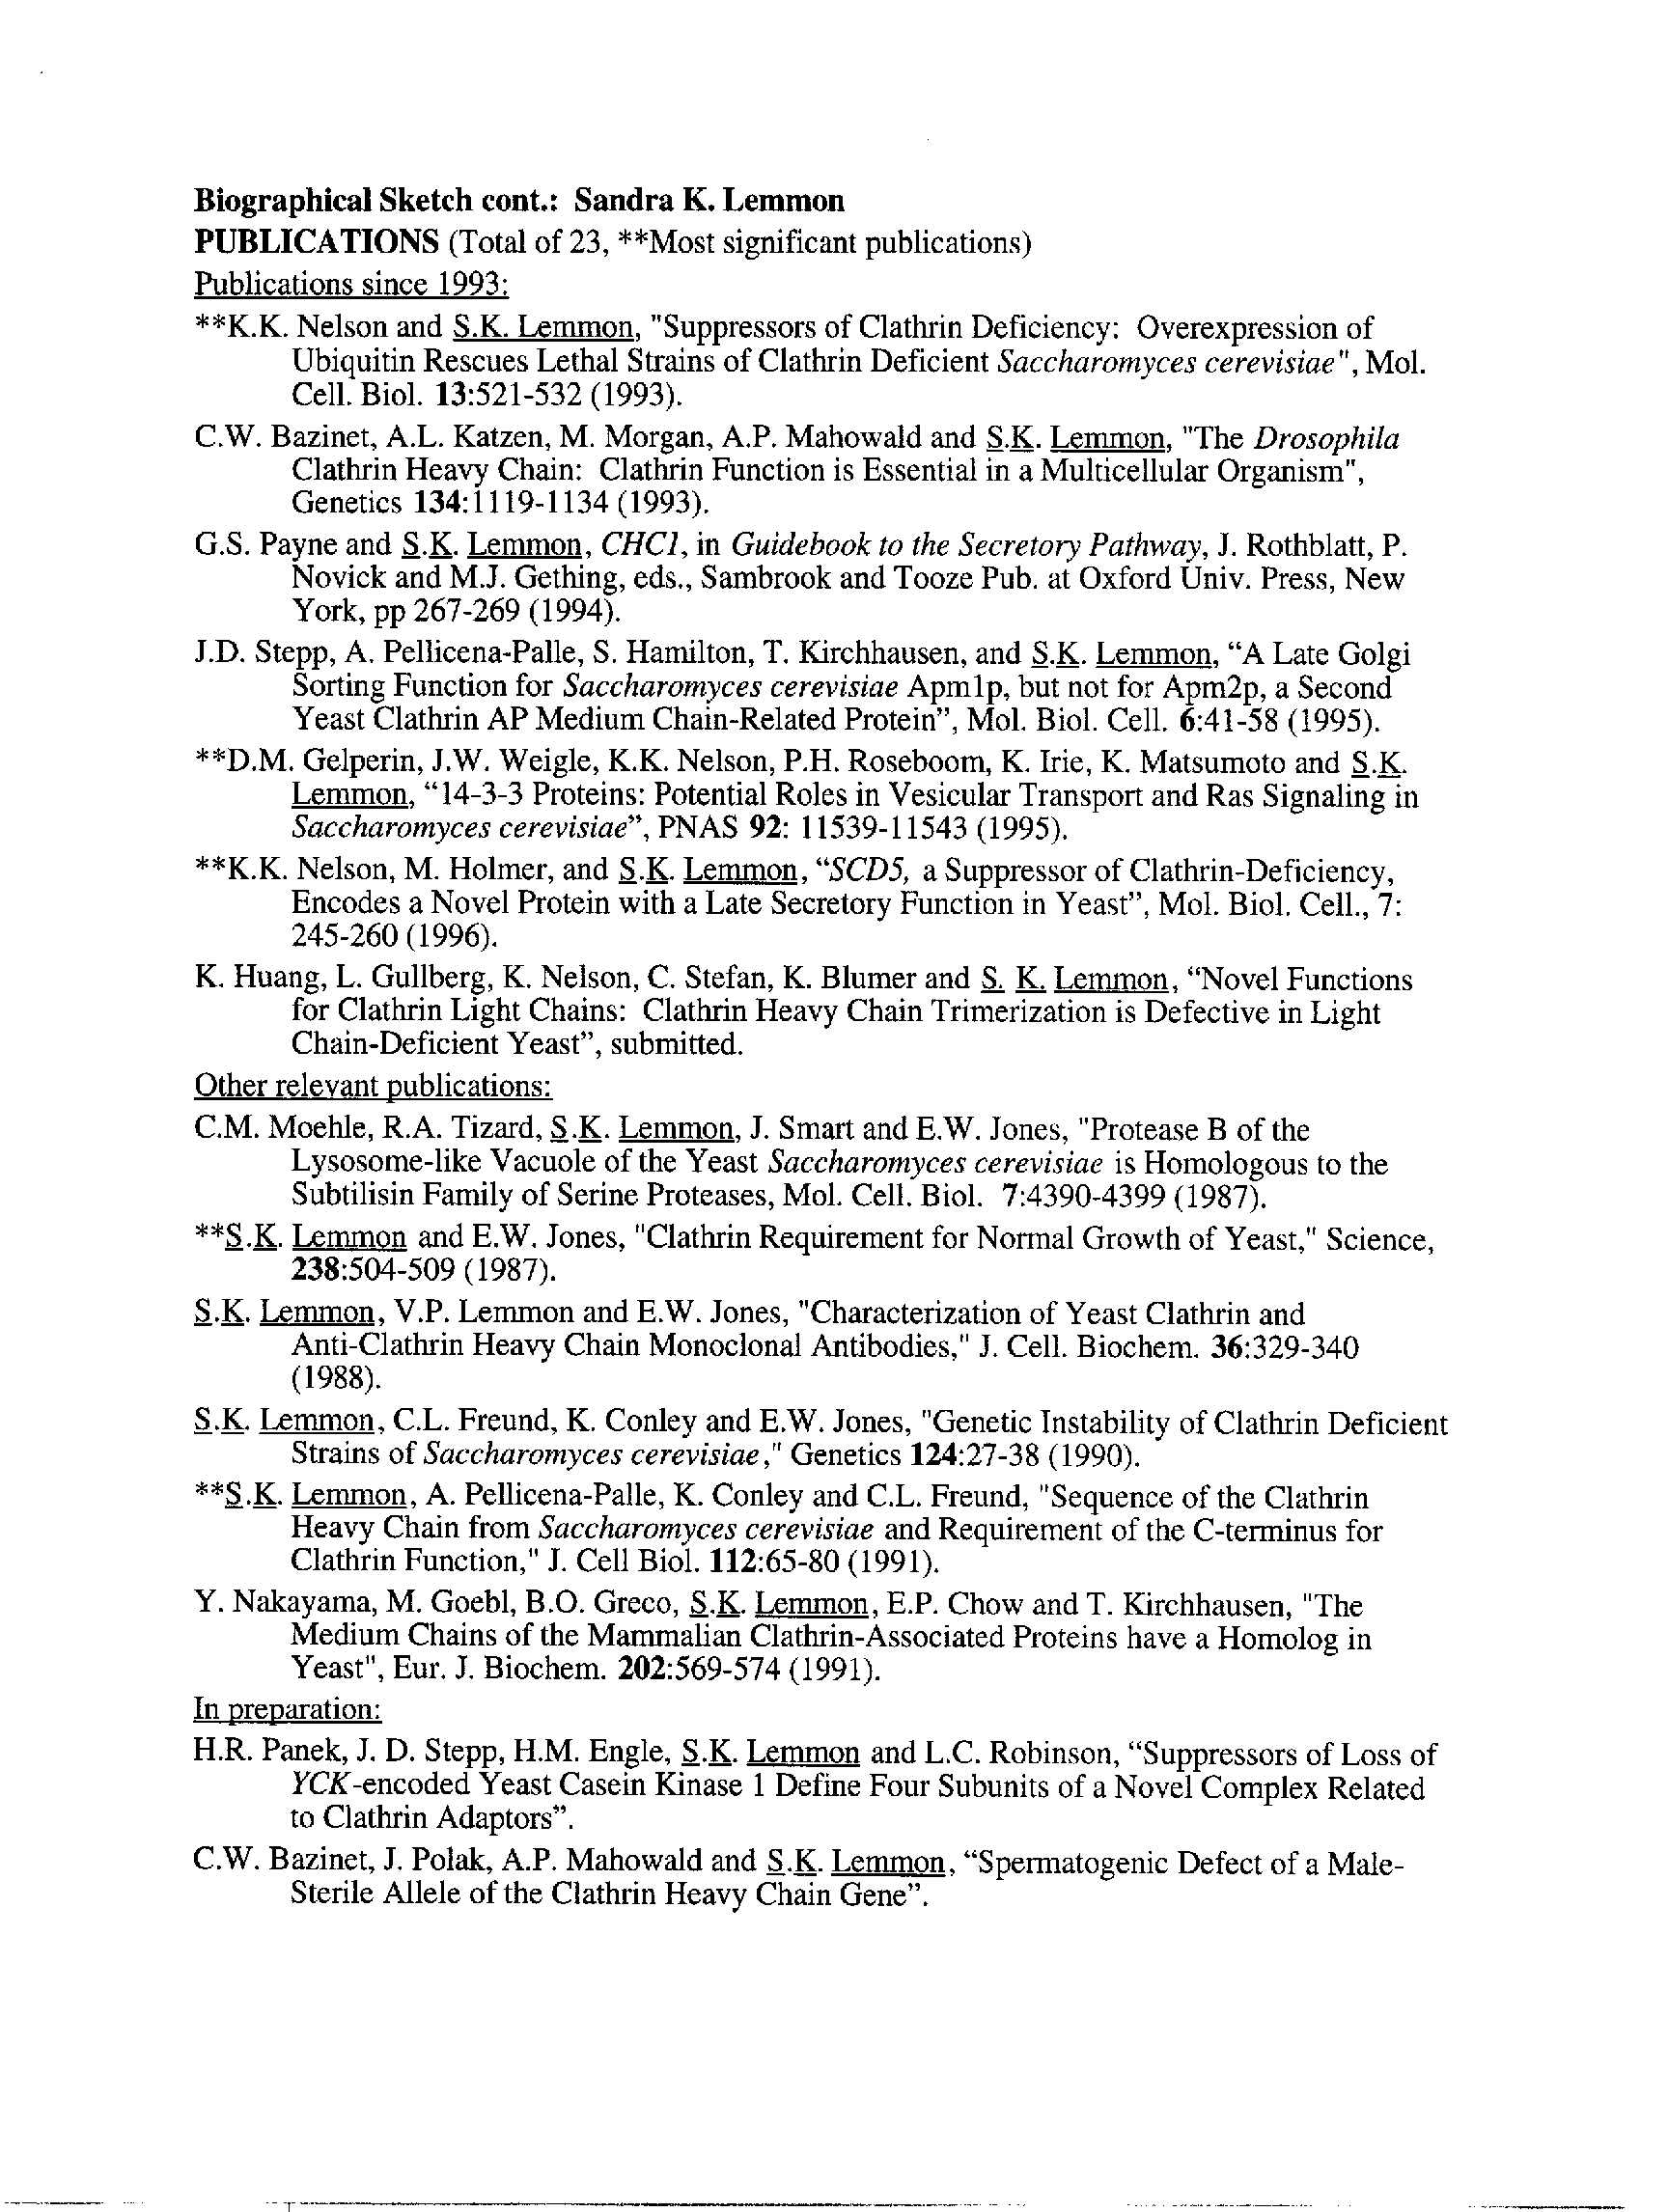 Biographical Sketch cont.: Sandra K. Lemmon
PUBLICATIONS (Total of 23, **Most significant publications)
Publications since 1993:
**K.K. Nelson and S.K. Lemmon, "Suppressors of Clathrin Deficiency: Overexpression of
Ubiquitin Rescues Lethal Strains of Clathrin Deficient Saccharomyces cerevisiae", Mol.
Cell. Biol. 13:521-532 (1993).
C.W. Bazinet, A.L. Katzen, M. Morgan, A.P. Mahowald and S.K. Lemmon, "The Drosophila
Clathrin Heavy Chain: Clathrin Function is Essential in a Multicellular Organism",
Genetics 134:1119-1134 (1993).
G.S. Payne and S.K. Lemmon, CHC1, in Guidebook to the Secretory Pathway, J. Rothblatt, P.
Novick and M.J. Gething, eds., Sambrook and Tooze Pub. at Oxford Univ. Press, New
York, pp 267-269 (1994).
J.D. Stepp, A. Pellicena-Palle, S. Hamilton, T. Kirchhausen, and S.K. Lemmon, “A Late Golgi
Sorting Function for Saccharomyces cerevisiae Apm1p, but not for Apm2p, a Second
Yeast Clathrin AP Medium Chain-Related Protein”, Mol. Biol. Cell. 6:41-58 (1995).
**D.M. Gelperin, J.W. Weigle, K.K. Nelson, P.H. Roseboom, K. Irie, K. Matsumoto and S.K.
Lemmon, “14-3-3 Proteins: Potential Roles in Vesicular Transport and Ras Signaling in
Saccharomyces cerevisiae”, PNAS 92: 11539-11543 (1995).
**K.K. Nelson, M. Holmer, and S.K. Lemmon, “SCD5, a Suppressor of Clathrin-Deficiency,
Encodes a Novel Protein with a Late Secretory Function in Yeast”, Mol. Biol. Cell., 7:
245-260 (1996).
K. Huang, L. Gullberg, K. Nelson, C. Stefan, K. Blumer and S. K. Lemmon, “Novel Functions
for Clathrin Light Chains: Clathrin Heavy Chain Trimerization is Defective in Light
Chain-Deficient Yeast”, submitted.
Other relevant publications:
C.M. Moehle, R.A. Tizard, S.K. Lemmon, J. Smart and E.W. Jones, "Protease B of the
Lysosome-like Vacuole of the Yeast Saccharomyces cerevisiae is Homologous to the
Subtilisin Family of Serine Proteases, Mol. Cell. Biol. 7:4390-4399 (1987).
**S.K. Lemmon and E.W. Jones, "Clathrin Requirement for Normal Growth of Yeast," Science,
238:504-509 (1987).
S.K. Lemmon, V.P. Lemmon and E.W. Jones, "Characterization of Yeast Clathrin and
Anti-Clathrin Heavy Chain Monoclonal Antibodies," J. Cell. Biochem. 36:329-340
(1988).
S.K. Lemmon, C.L. Freund, K. Conley and E.W. Jones, "Genetic Instability of Clathrin Deficient
Strains of Saccharomyces cerevisiae," Genetics 124:27-38 (1990).
**S.K. Lemmon, A. Pellicena-Palle, K. Conley and C.L. Freund, "Sequence of the Clathrin
Heavy Chain from Saccharomyces cerevisiae and Requirement of the C-terminus for
Clathrin Function," J. Cell Biol. 112:65-80 (1991).
Y. Nakayama, M. Goebl, B.O. Greco, S.K. Lemmon, E.P. Chow and T. Kirchhausen, "The
Medium Chains of the Mammalian Clathrin-Associated Proteins have a Homolog in
Yeast", Eur. J. Biochem. 202:569-574 (1991).
In preparation:
H.R. Panek, J. D. Stepp, H.M. Engle, S.K. Lemmon and L.C. Robinson, “Suppressors of Loss of
YCK-encoded Yeast Casein Kinase 1 Define Four Subunits of a Novel Complex Related
to Clathrin Adaptors”.
C.W. Bazinet, J. Polak, A.P. Mahowald and S.K. Lemmon, “Spermatogenic Defect of a Male-
Sterile Allele of the Clathrin Heavy Chain Gene”.